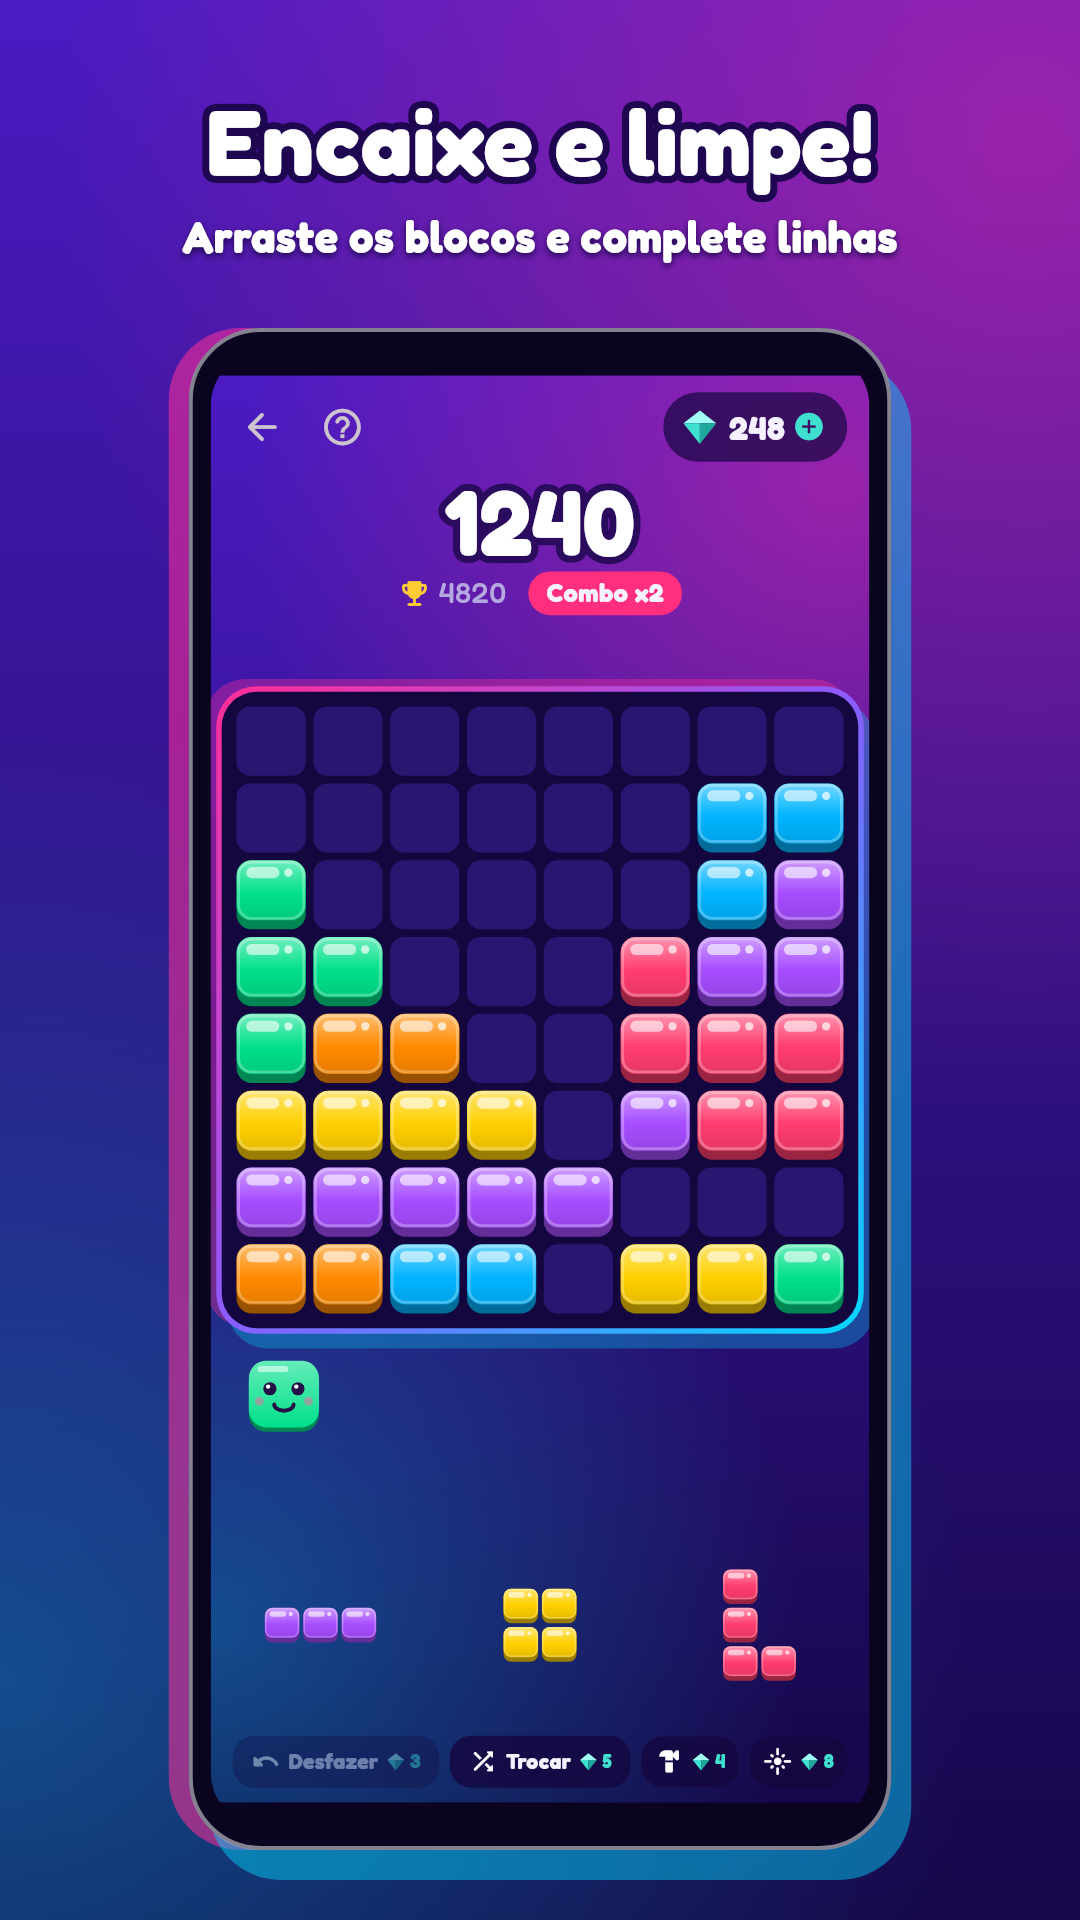 Encaixe e limpe!
Arraste os blocos e complete linhas
248
1240
4820 Combo x2
Desfazer 3 Trocar 5 4 8